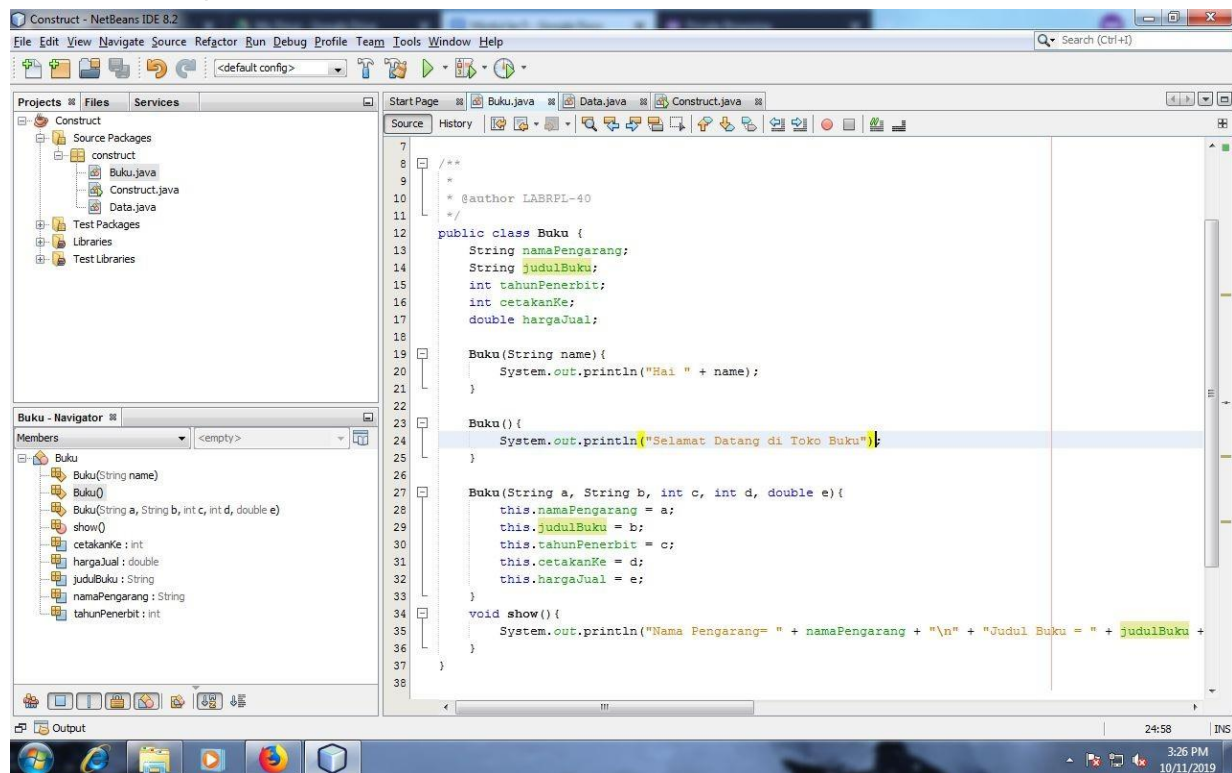 Construct - NetBeans IDE 8.2
File Edit View Navigate Source Refactor Run Debug Profile Team Tools Window Help
Search (Ctrl+I)
<default config>
Projects Files Services
Start Page Buku.java Data.java Construct.java
Source History
Construct
Source Packages
construct
Buku.java
Construct.java
Data.java
Test Packages
Libraries
Test Libraries
7
8 /**
9 *
10 * @author LABRPL-40
11 */
12 public class Buku {
13 String namaPengarang;
14 String judulBuku;
15 int tahunPenerbit;
16 int cetakanKe;
17 double hargaJual;
18
19 Buku(String name){
20 System.out.println("Hai " + name);
21 }
22
23 Buku(){
24 System.out.println("Selamat Datang di Toko Buku");
25 }
26
27 Buku(String a, String b, int c, int d, double e){
28 this.namaPengarang = a;
29 this.judulBuku = b;
30 this.tahunPenerbit = c;
31 this.cetakanKe = d;
32 this.hargaJual = e;
33 }
34 void show(){
35 System.out.println("Nama Pengarang= " + namaPengarang + "\n" + "Judul Buku = " + judulBuku +
36 }
37 }
38
Buku - Navigator
Members <empty>
Buku
Buku(String name)
Buku()
Buku(String a, String b, int c, int d, double e)
show()
cetakanKe : int
hargaJual : double
judulBuku : String
namaPengarang : String
tahunPenerbit : int
Output
24:58 INS
3:26 PM
10/11/2019